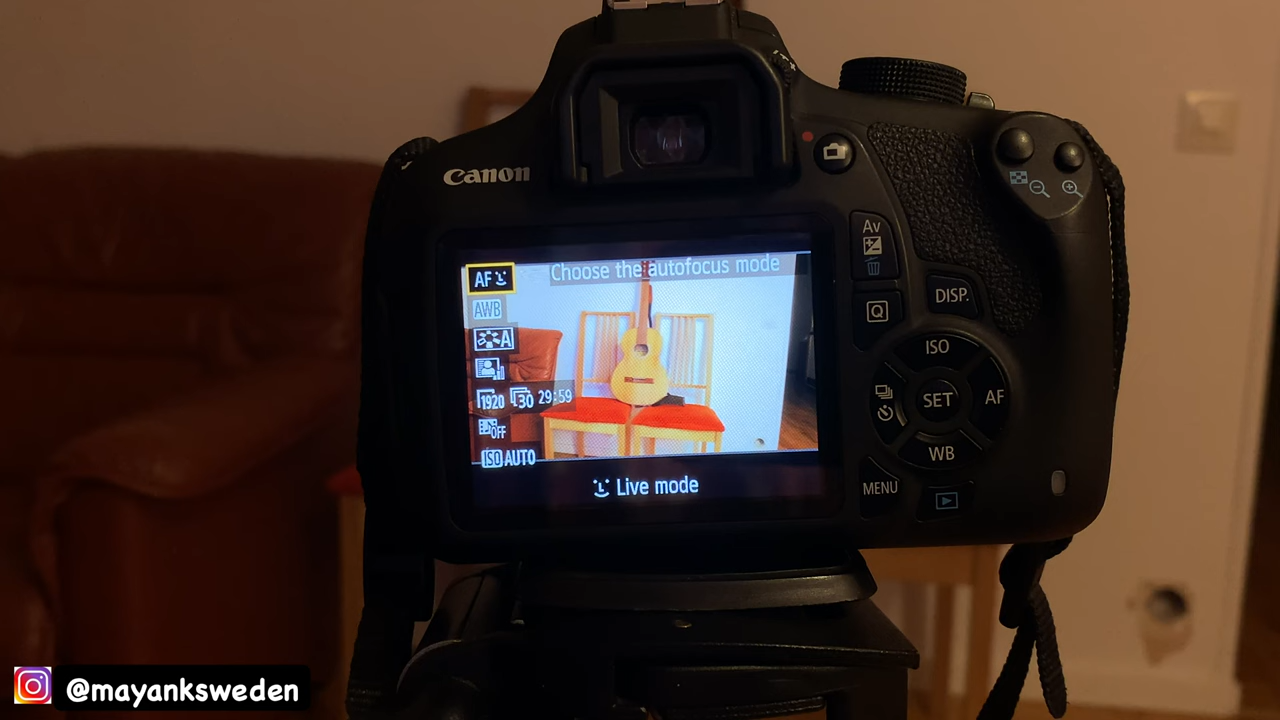 Canon
Choose the autofocus mode
AF
AWB
A
1920 30 29:59
OFF
ISO AUTO
Live mode
Av
Q
DISP.
ISO
SET
AF
WB
MENU
@mayanksweden